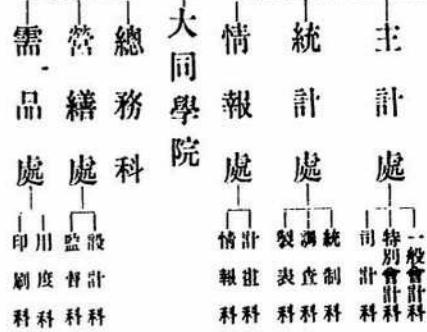 主計處
一般會計科
特別會計科
司計科
統計處
統制科
調查科
製表科
情報處
計畫科
情報科
大同學院
總務科
營繕處
設計科
監督科
需品處
用度科
印刷科